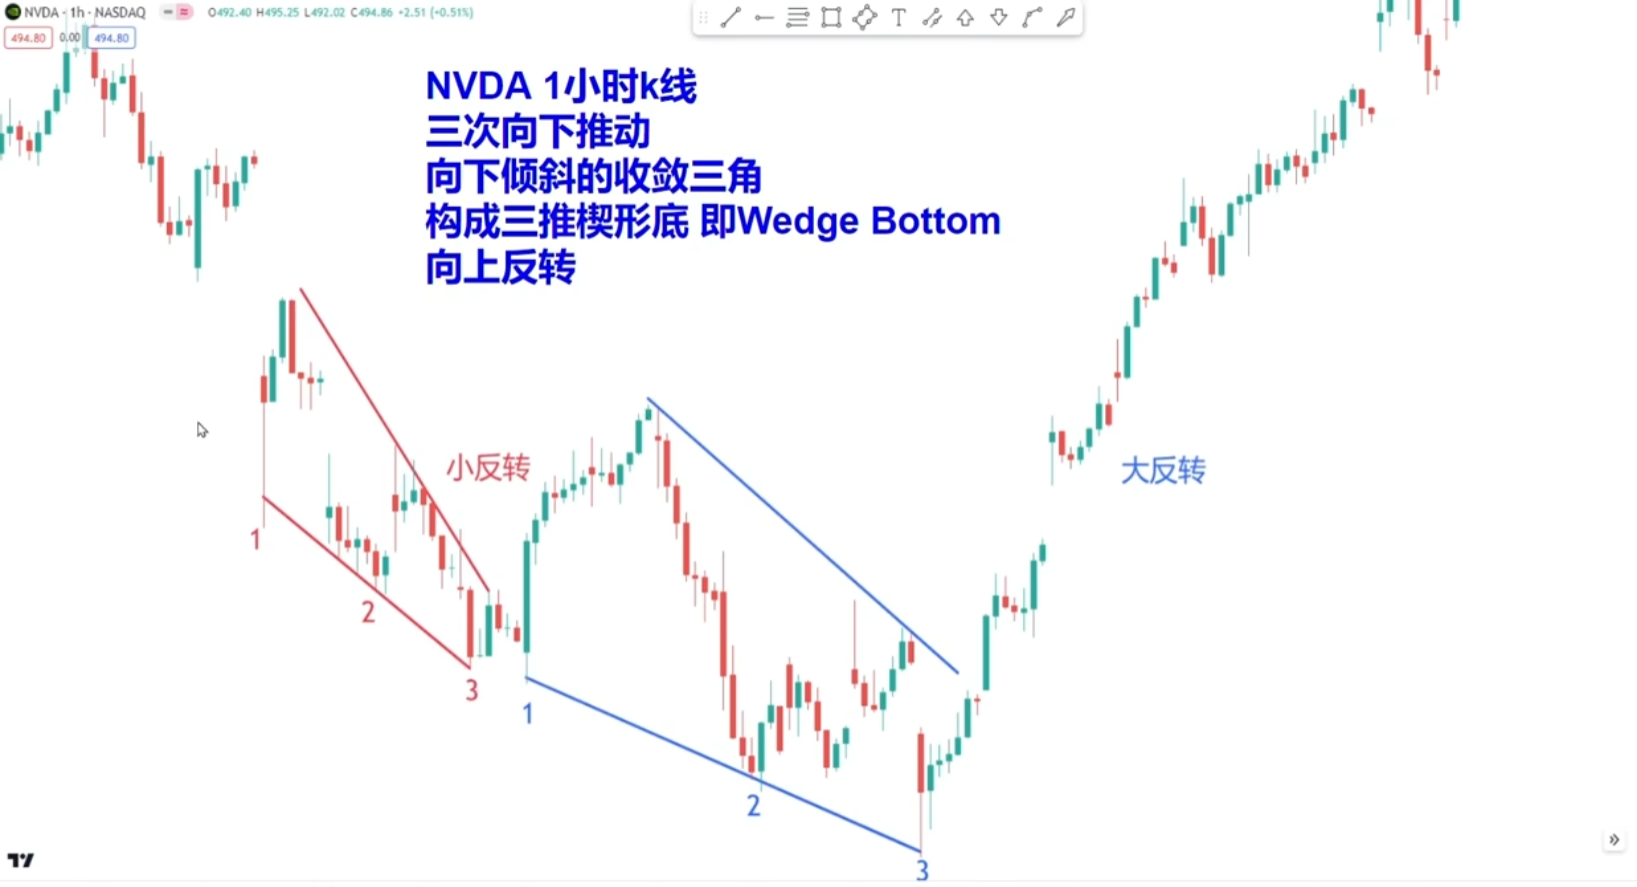 NVDA · 1h · NASDAQ O492.40 H495.25 L492.02 C494.86 +2.51 (+0.51%)
494.80 0.00 494.80
NVDA 1小时k线
三次向下推动
向下倾斜的收敛三角
构成三推楔形底 即Wedge Bottom
向上反转
小反转
大反转
1
2
3
1
2
3